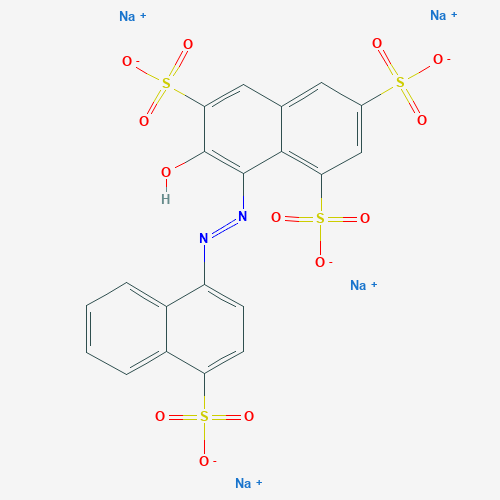 Na + Na +
O O
O - S S O -
O O
O
H N
N O S O
O -
Na +
O S O
O -
Na +